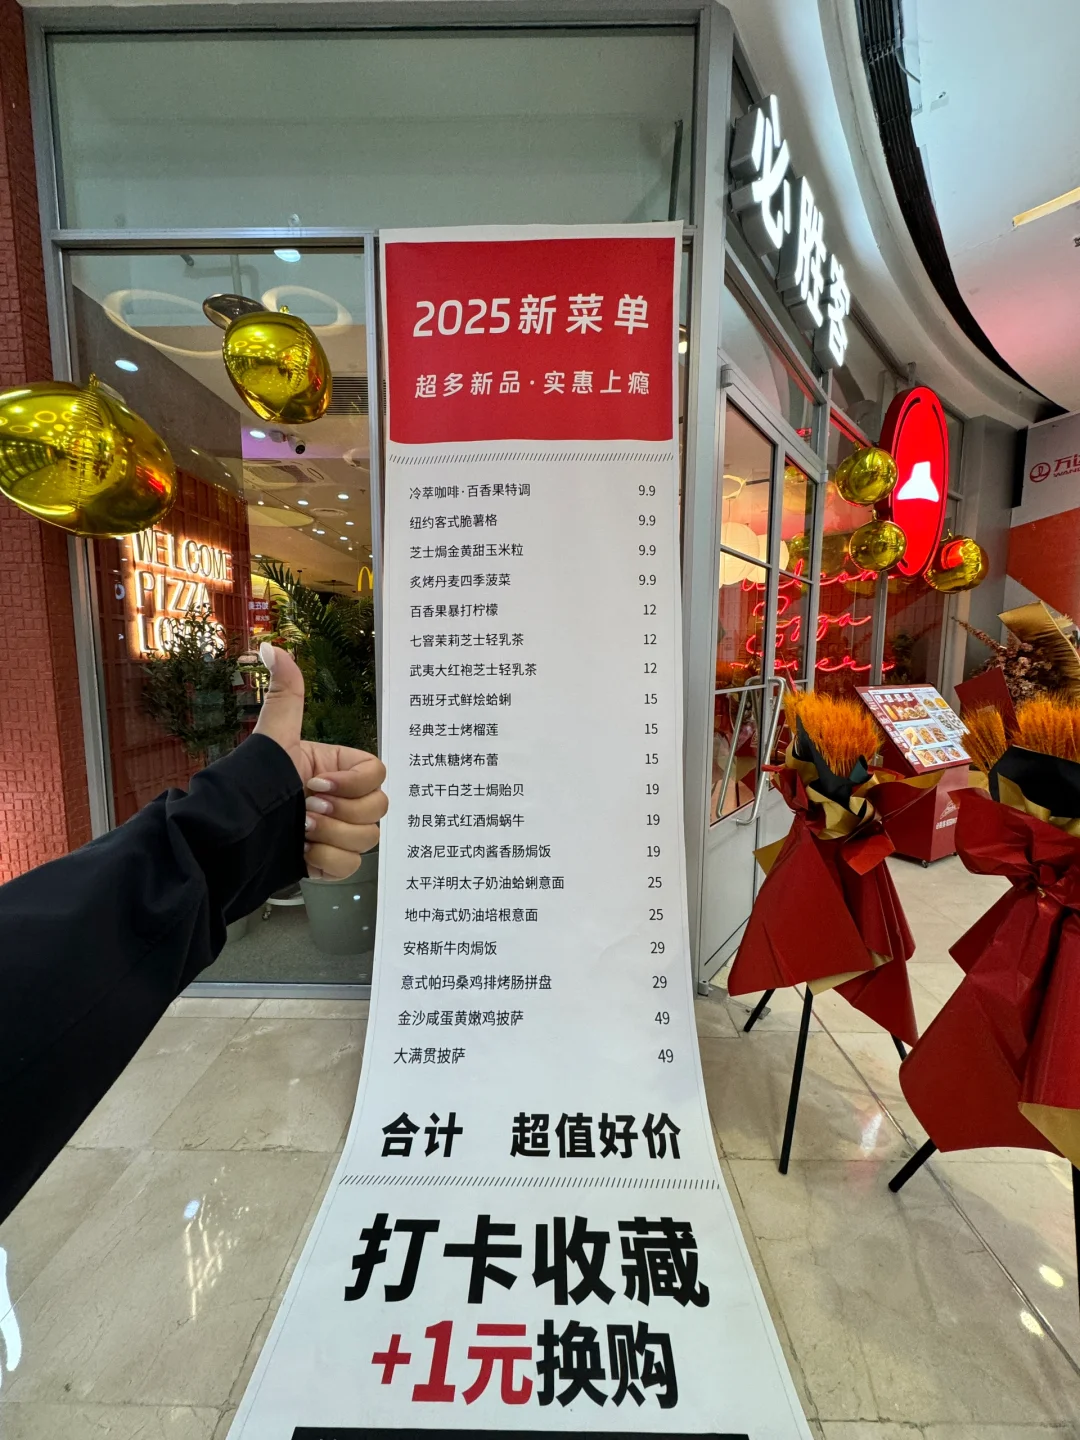 必胜客
2025新菜单
超多新品·实惠上瘾
冷萃咖啡·百香果特调 9.9
纽约客式脆薯格 9.9
芝士焗金黄甜玉米粒 9.9
炙烤丹麦四季菠菜 9.9
百香果暴打柠檬 12
七窨茉莉芝士轻乳茶 12
武夷大红袍芝士轻乳茶 12
西班牙式鲜烩蛤蜊 15
经典芝士烤榴莲 15
法式焦糖烤布蕾 15
意式干白芝士焗贻贝 19
勃艮第式红酒焗蜗牛 19
波洛尼亚式肉酱香肠焗饭 19
太平洋明太子奶油蛤蜊意面 25
地中海式奶油培根意面 25
安格斯牛肉焗饭 29
意式帕玛桑鸡排烤肠拼盘 29
金沙咸蛋黄嫩鸡披萨 49
大满贯披萨 49
合计 超值好价
打卡收藏
+1元换购
WELCOME
PIZZA
LOVERS